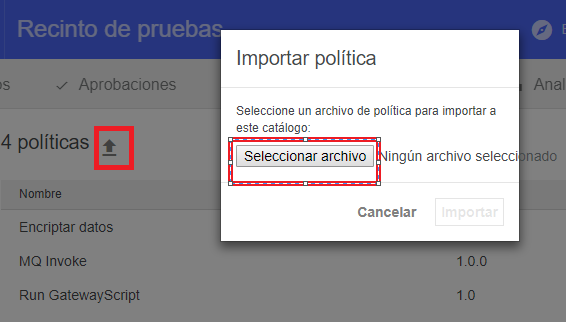 Recinto de pruebas
os
Aprobaciones
Anal
4 políticas
Nombre
Encriptar datos
MQ Invoke
1.0.0
Run GatewayScript
1.0
Importar política
Seleccione un archivo de política para importar a
este catálogo:
Seleccionar archivo Ningún archivo seleccionado
Cancelar
Importar